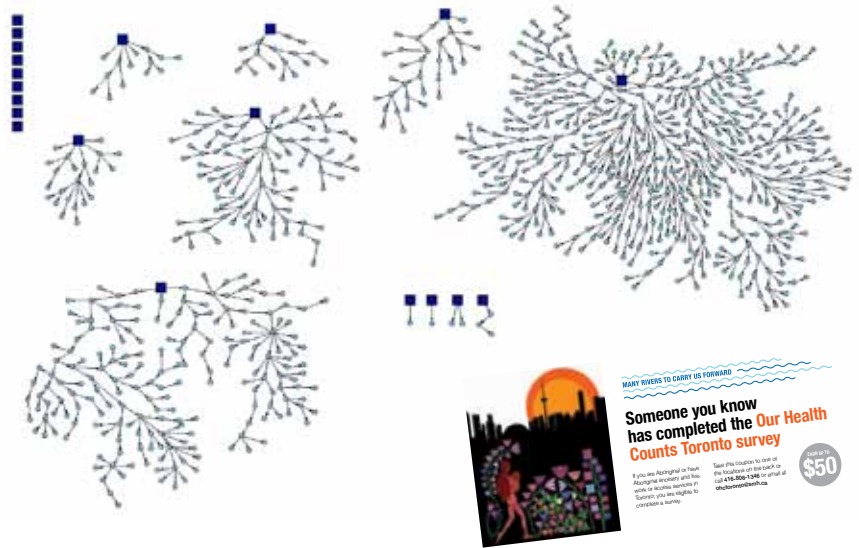 MANY RIVERS TO CARRY US FORWARD
Someone you know
has completed the Our Health
Counts Toronto survey
If you are Aboriginal or have
Aboriginal ancestry and live,
work or access services in
Toronto, you are eligible to
complete a survey.
Take this coupon to one of
the locations on the back or
call 416-806-1348 or email at
ohctoronto@smh.ca
$50